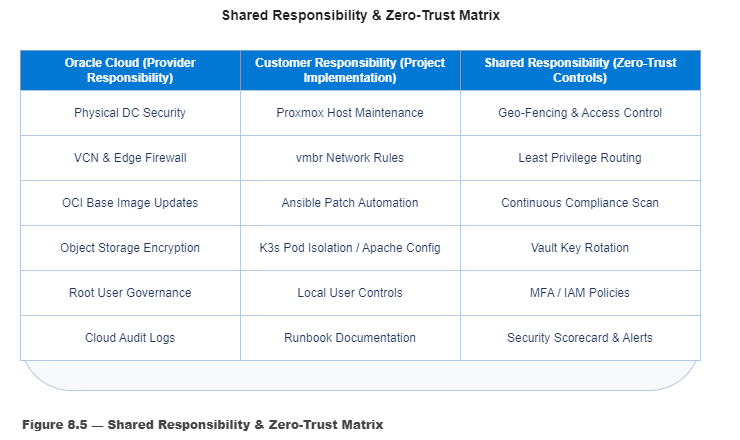 Shared Responsibility & Zero-Trust Matrix
Oracle Cloud (Provider
Responsibility)
Customer Responsibility (Project
Implementation)
Shared Responsibility (Zero-Trust
Controls)
Physical DC Security
Proxmox Host Maintenance
Geo-Fencing & Access Control
VCN & Edge Firewall
vmbr Network Rules
Least Privilege Routing
OCI Base Image Updates
Ansible Patch Automation
Continuous Compliance Scan
Object Storage Encryption
K3s Pod Isolation / Apache Config
Vault Key Rotation
Root User Governance
Local User Controls
MFA / IAM Policies
Cloud Audit Logs
Runbook Documentation
Security Scorecard & Alerts
Figure 8.5 — Shared Responsibility & Zero-Trust Matrix